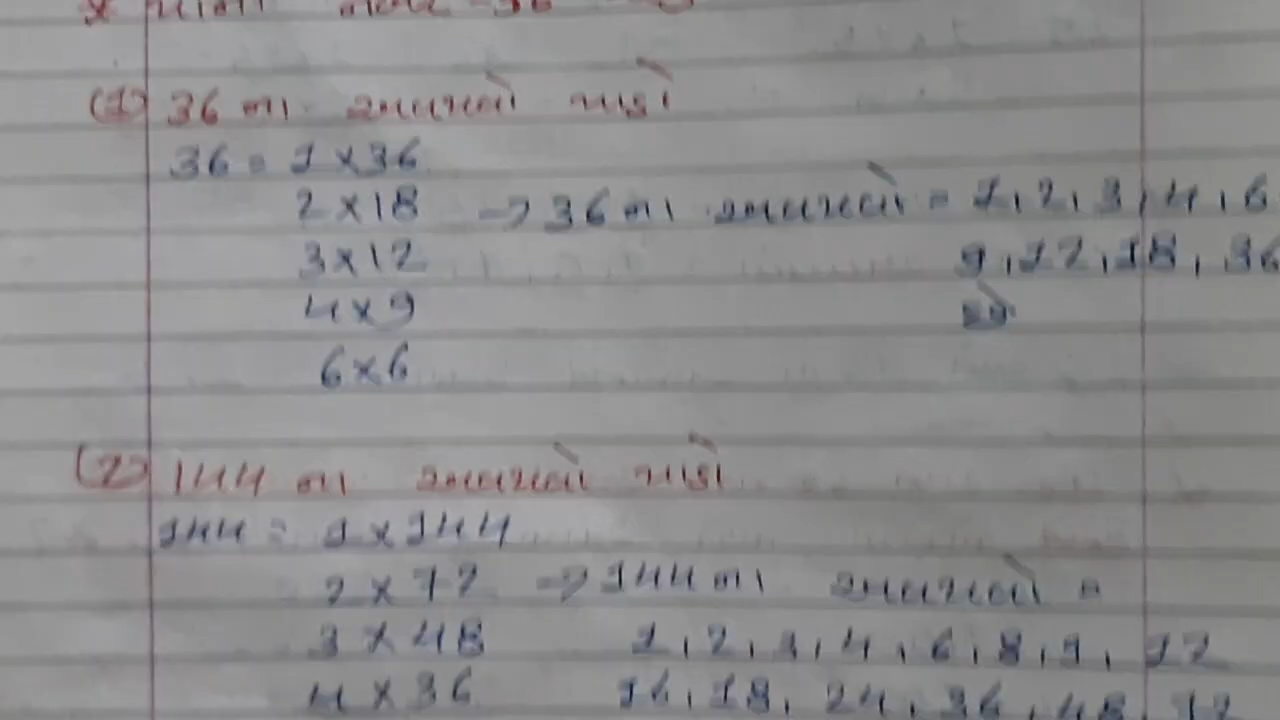 (1) 36 ના અવયવો શોધો
36 = 1 × 36
2 × 18 → 36 ના અવયવો = 1, 2, 3, 4, 6
3 × 12 9, 12, 18, 36
4 × 9 છે.
6 × 6
(2) 144 ના અવયવો શોધો
144 = 1 × 144
2 × 72 → 144 ના અવયવો =
3 × 48 1, 2, 3, 4, 6, 8, 9, 12
4 × 36 16, 18, 24, 36, 48, 72